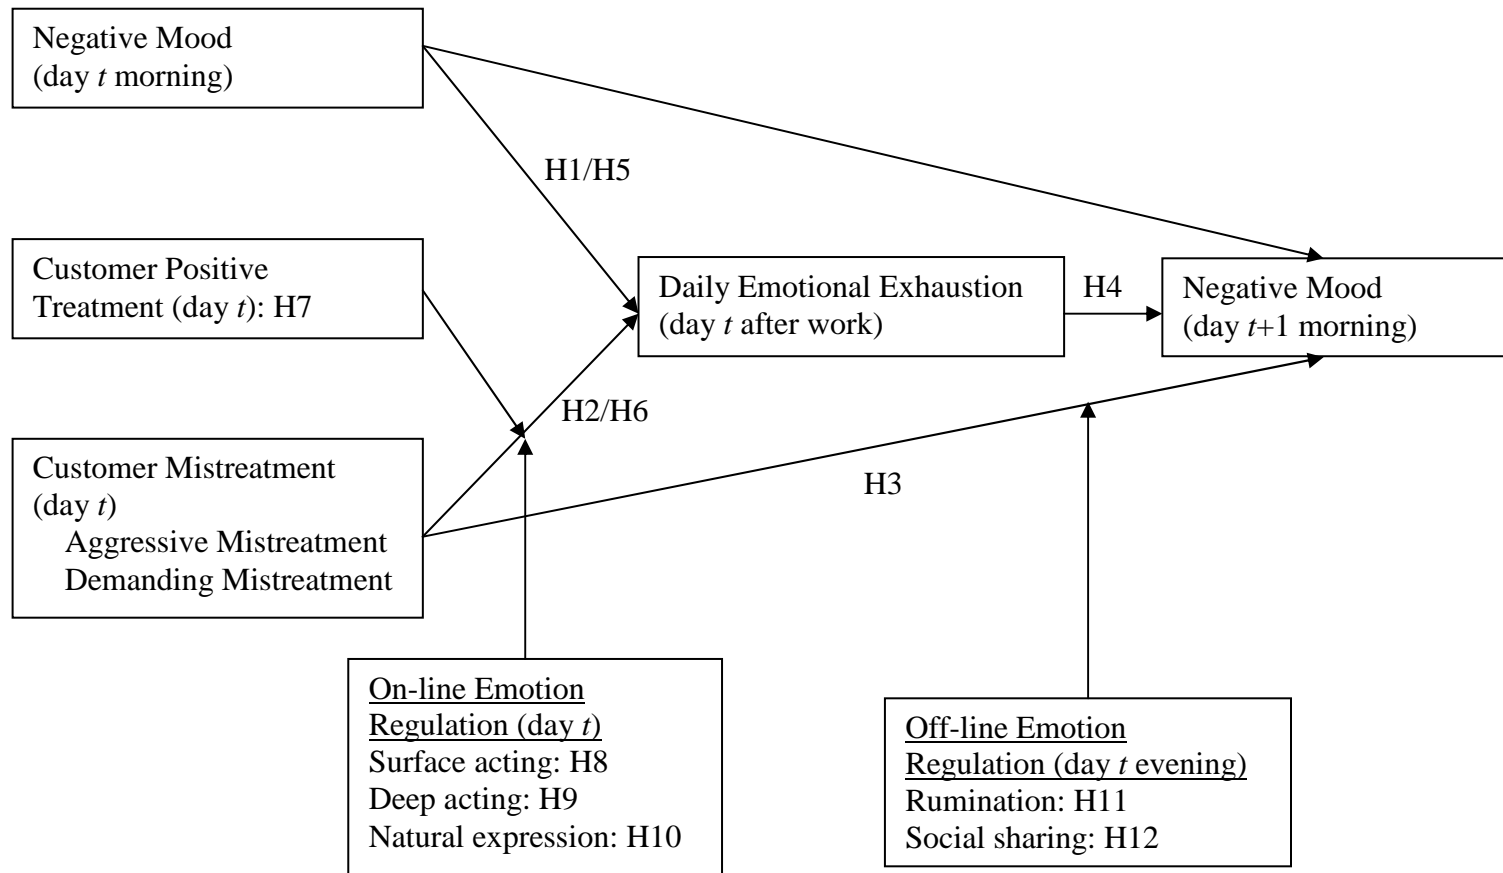 Negative Mood
(day t morning)
H1/H5
Customer Positive
Treatment (day t): H7
Daily Emotional Exhaustion
(day t after work)
H4
Negative Mood
(day t+1 morning)
H2/H6
Customer Mistreatment
(day t)
Aggressive Mistreatment
Demanding Mistreatment
H3
On-line Emotion
Regulation (day t)
Surface acting: H8
Deep acting: H9
Natural expression: H10
Off-line Emotion
Regulation (day t evening)
Rumination: H11
Social sharing: H12